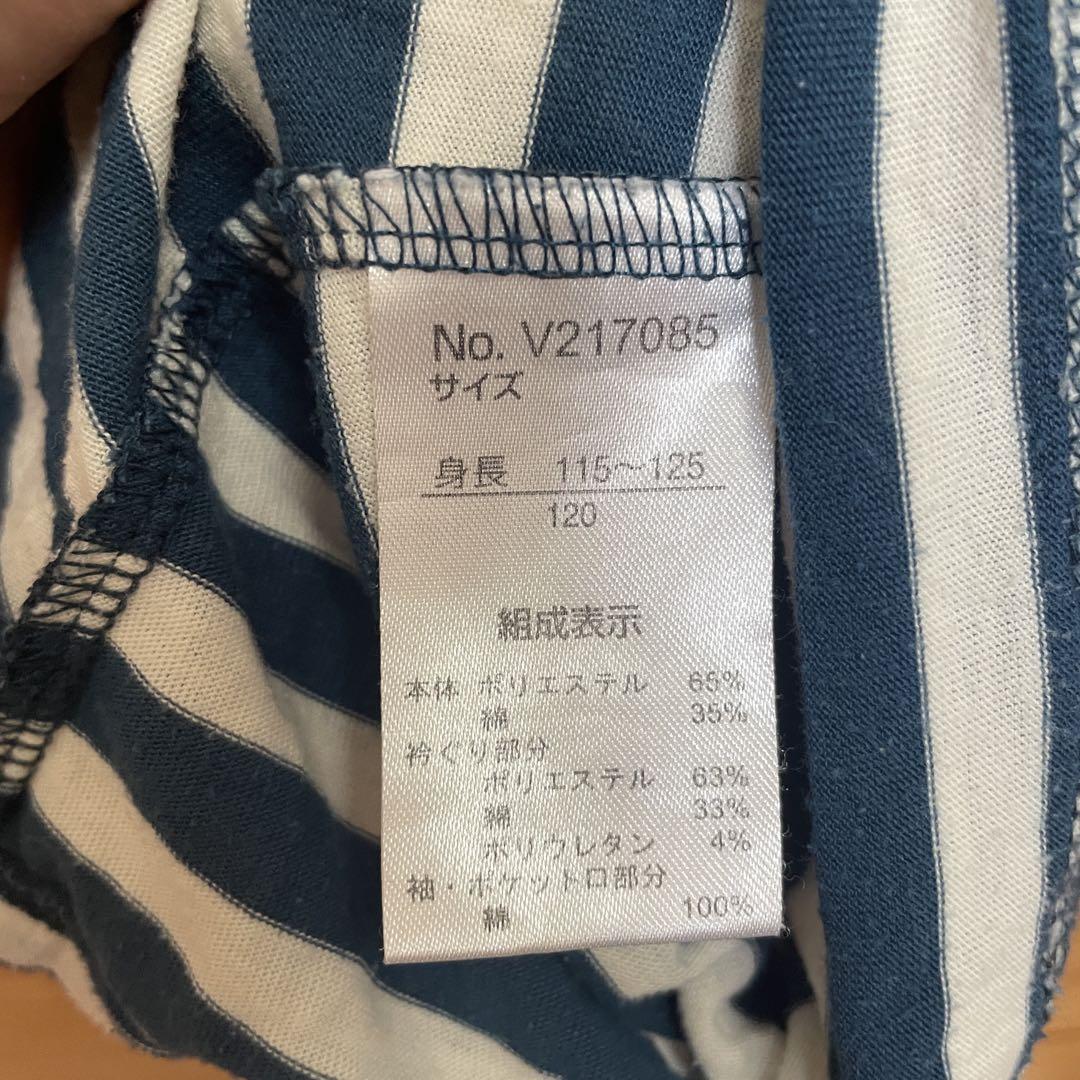 No. V217085
サイズ
身長 115〜125
120
組成表示
本体 ポリエステル 65%
綿 35%
衿ぐり部分
ポリエステル 63%
綿 33%
ポリウレタン 4%
袖・ポケット口部分
綿 100%